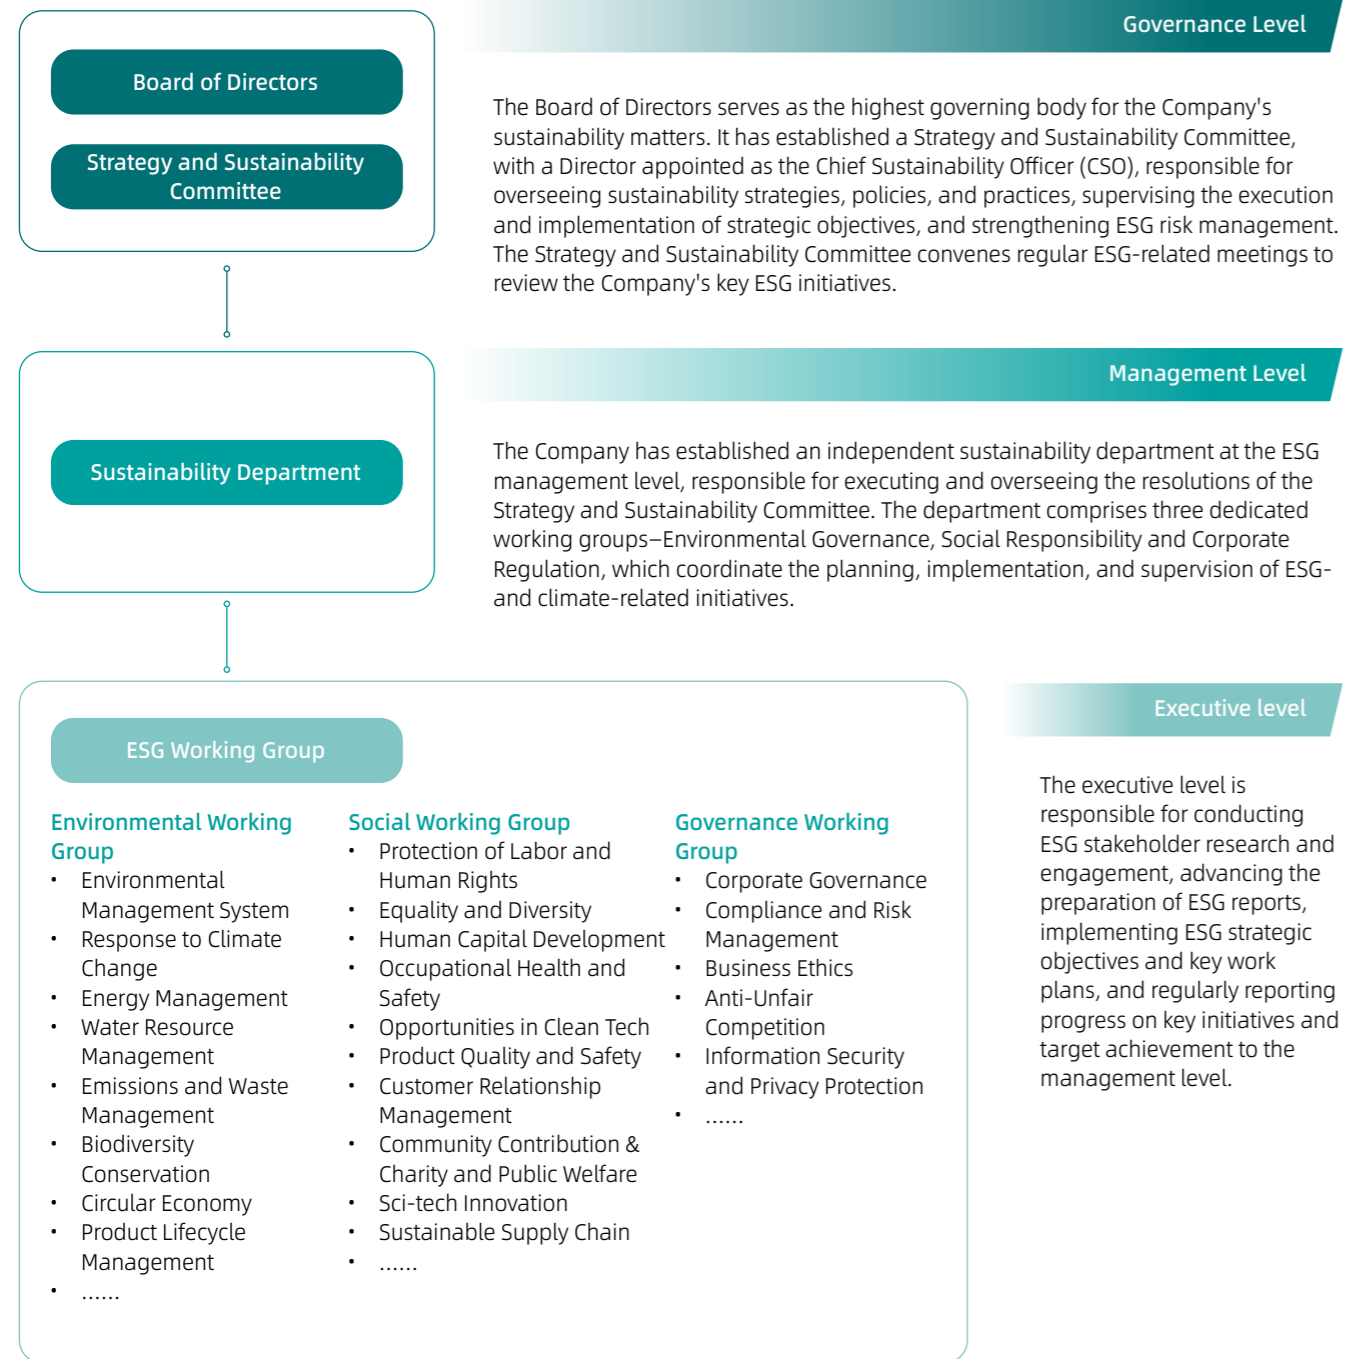 Board of Directors
Strategy and Sustainability
Committee
Governance Level
The Board of Directors serves as the highest governing body for the Company's
sustainability matters. It has established a Strategy and Sustainability Committee,
with a Director appointed as the Chief Sustainability Officer (CSO), responsible for
overseeing sustainability strategies, policies, and practices, supervising the execution
and implementation of strategic objectives, and strengthening ESG risk management.
The Strategy and Sustainability Committee convenes regular ESG-related meetings to
review the Company's key ESG initiatives.
Sustainability Department
Management Level
The Company has established an independent sustainability department at the ESG
management level, responsible for executing and overseeing the resolutions of the
Strategy and Sustainability Committee. The department comprises three dedicated
working groups—Environmental Governance, Social Responsibility and Corporate
Regulation, which coordinate the planning, implementation, and supervision of ESG-
and climate-related initiatives.
ESG Working Group
Environmental Working
Group
• Environmental
Management System
• Response to Climate
Change
• Energy Management
• Water Resource
Management
• Emissions and Waste
Management
• Biodiversity
Conservation
• Circular Economy
• Product Lifecycle
Management
• ......
Social Working Group
• Protection of Labor and
Human Rights
• Equality and Diversity
• Human Capital Development
• Occupational Health and
Safety
• Opportunities in Clean Tech
• Product Quality and Safety
• Customer Relationship
Management
• Community Contribution &
Charity and Public Welfare
• Sci-tech Innovation
• Sustainable Supply Chain
• ......
Governance Working
Group
• Corporate Governance
• Compliance and Risk
Management
• Business Ethics
• Anti-Unfair
Competition
• Information Security
and Privacy Protection
• ......
Executive level
The executive level is
responsible for conducting
ESG stakeholder research and
engagement, advancing the
preparation of ESG reports,
implementing ESG strategic
objectives and key work
plans, and regularly reporting
progress on key initiatives and
target achievement to the
management level.